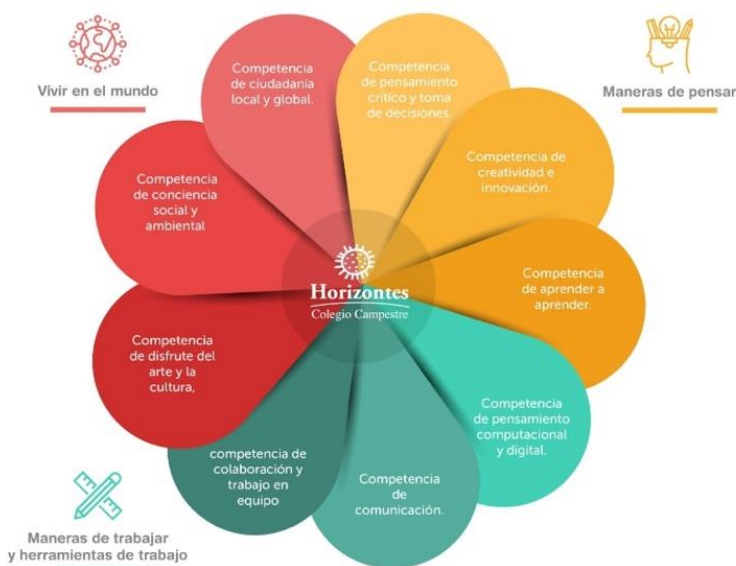 Vivir en el mundo
Maneras de pensar
Competencia
de ciudadanía
local y global.
Competencia
de pensamiento
crítico y toma
de decisiones.
Competencia de
creatividad e
innovación.
Competencia
de aprender a
aprender.
Competencia
de pensamiento
computacional
y digital.
Competencia
de
comunicación.
competencia de
colaboración y
trabajo en
equipo
Competencia
de disfrute del
arte y la
cultura,
Competencia
de conciencia
social y
ambiental
Horizontes
Colegio Campestre
Maneras de trabajar
y herramientas de trabajo